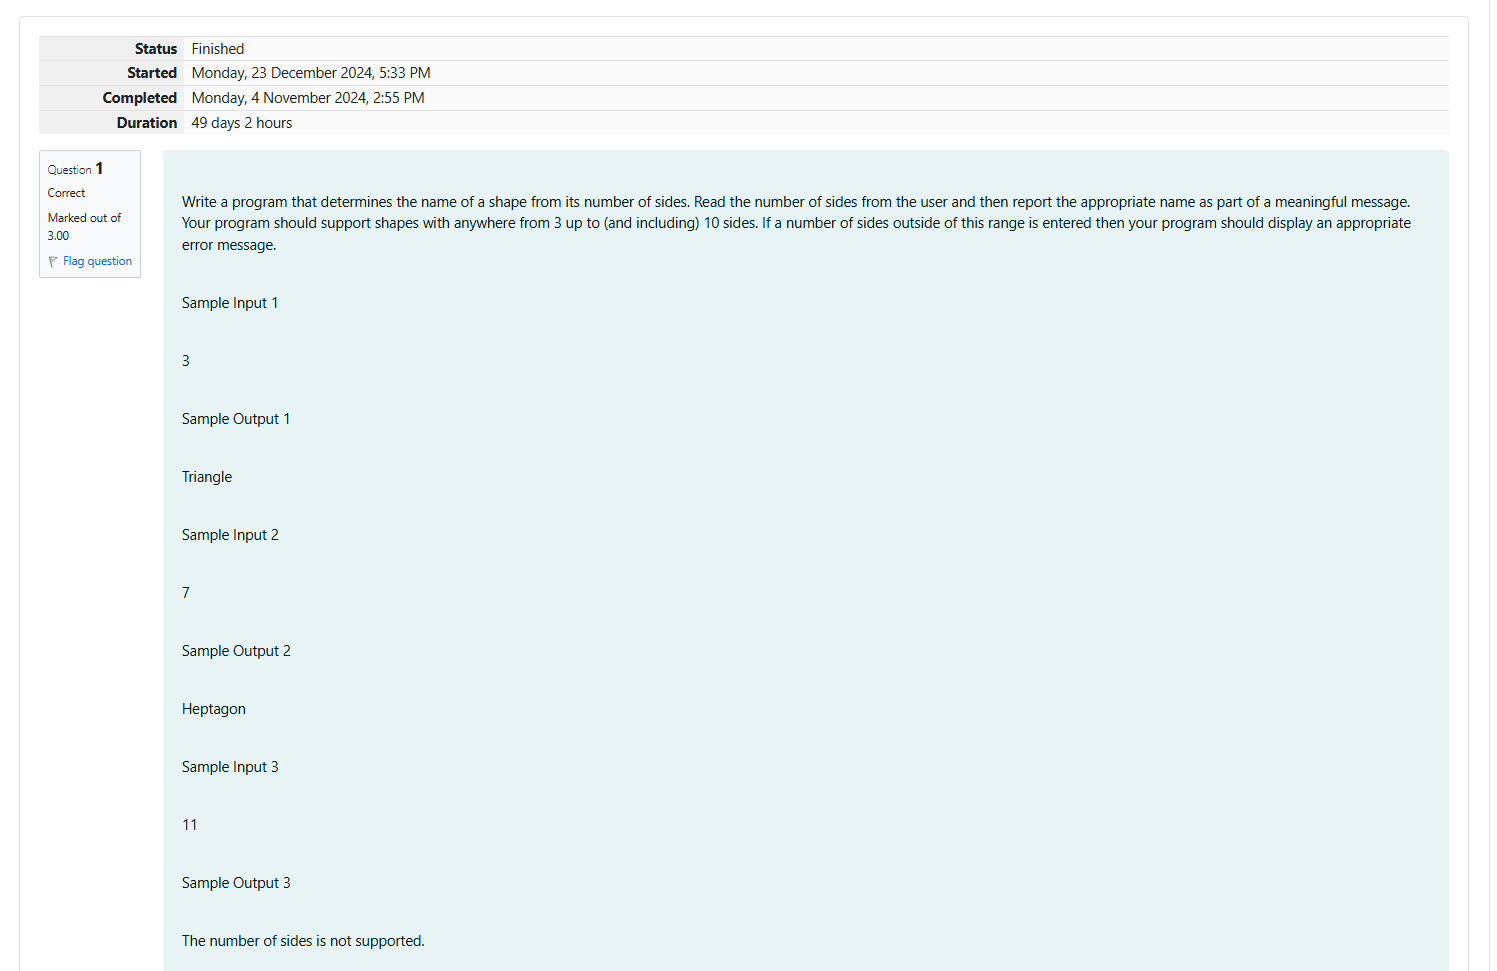 Status Finished
Started Monday, 23 December 2024, 5:33 PM
Completed Monday, 4 November 2024, 2:55 PM
Duration 49 days 2 hours
Question 1
Correct
Marked out of
3.00
Flag question
Write a program that determines the name of a shape from its number of sides. Read the number of sides from the user and then report the appropriate name as part of a meaningful message.
Your program should support shapes with anywhere from 3 up to (and including) 10 sides. If a number of sides outside of this range is entered then your program should display an appropriate
error message.
Sample Input 1
3
Sample Output 1
Triangle
Sample Input 2
7
Sample Output 2
Heptagon
Sample Input 3
11
Sample Output 3
The number of sides is not supported.